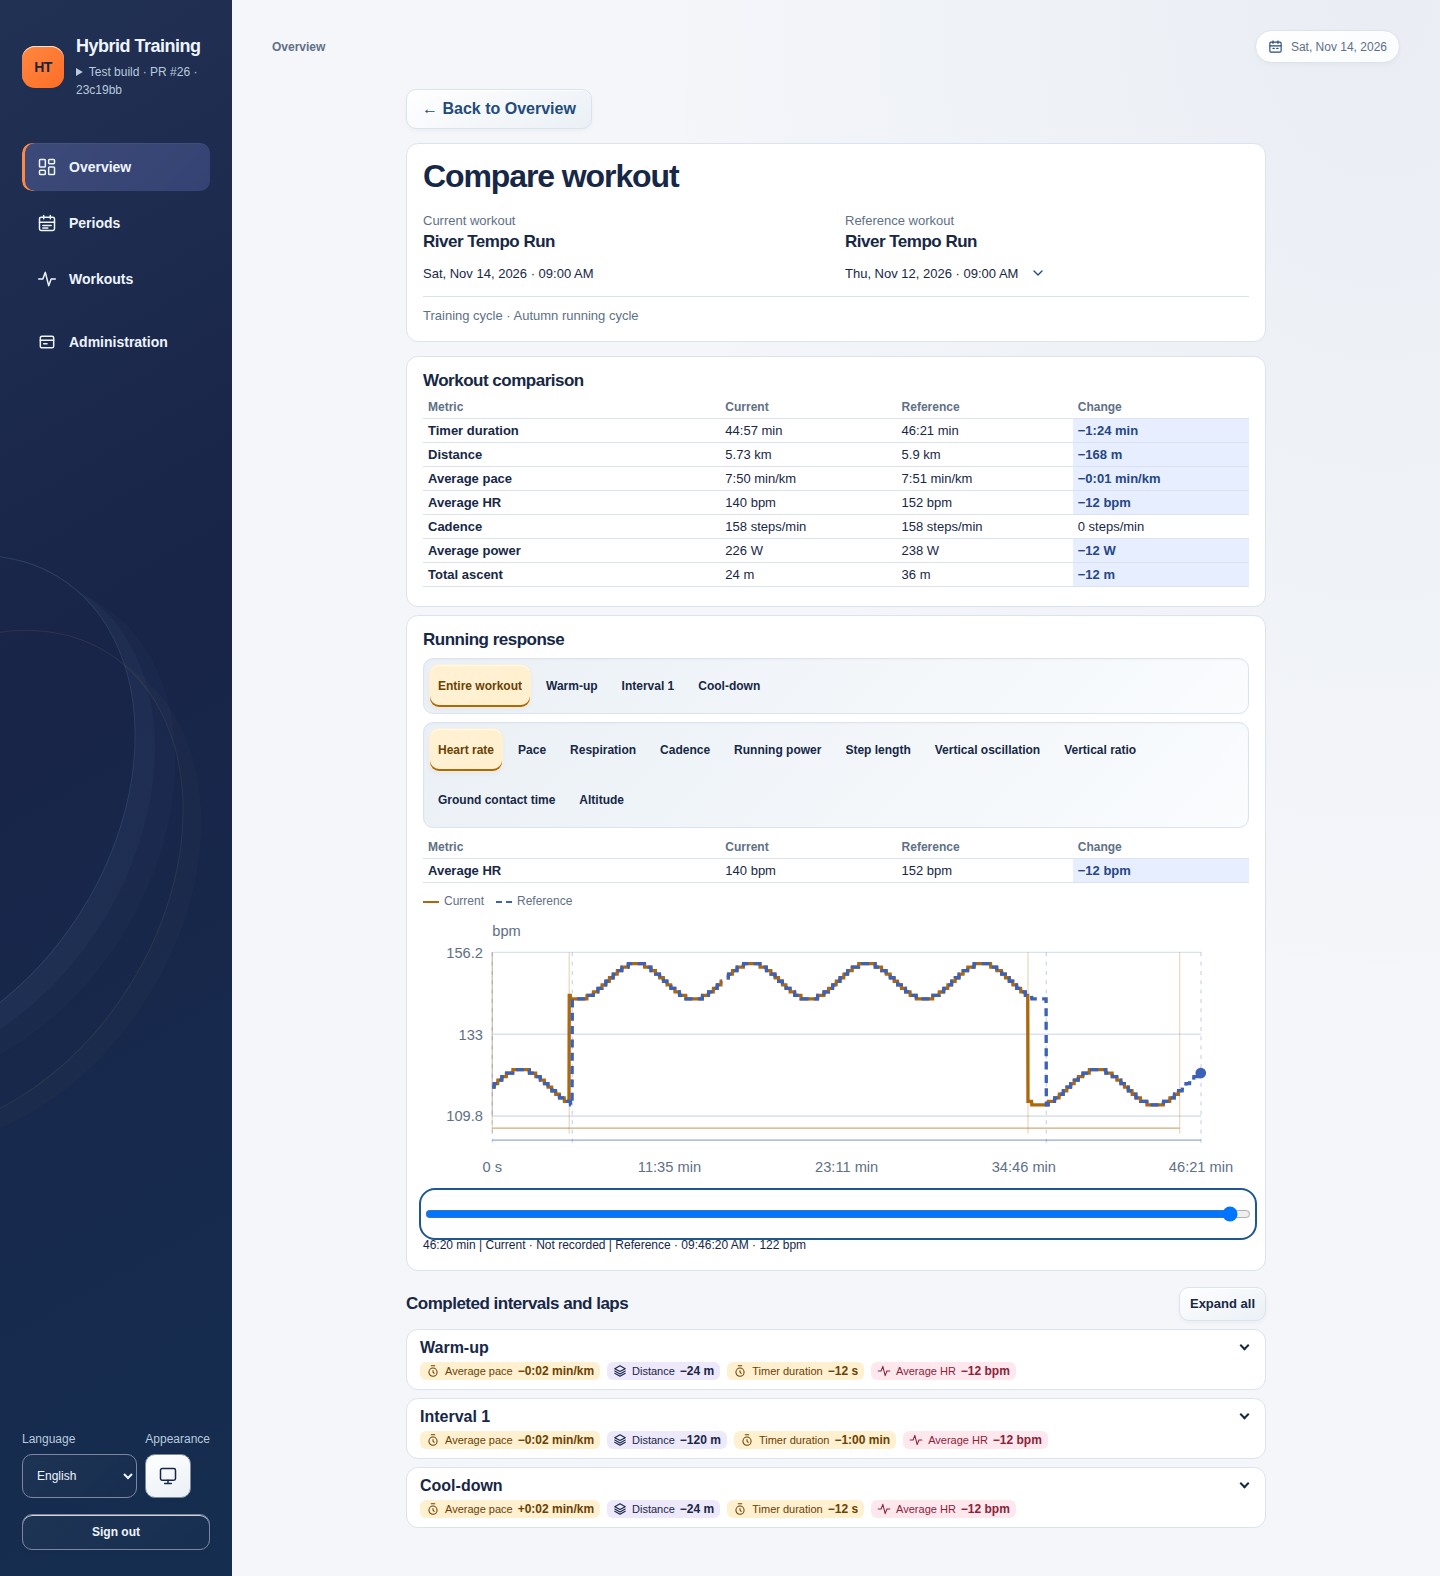 HT
Hybrid Training
Test build · PR #26 ·
23c19bb
Overview
Periods
Workouts
Administration
Language
Appearance
English
Sign out
Overview
Sat, Nov 14, 2026
← Back to Overview
Compare workout
Current workout
River Tempo Run
Sat, Nov 14, 2026 · 09:00 AM
Reference workout
River Tempo Run
Thu, Nov 12, 2026 · 09:00 AM
Training cycle · Autumn running cycle
Workout comparison
Metric Current Reference Change
Timer duration 44:57 min 46:21 min −1:24 min
Distance 5.73 km 5.9 km −168 m
Average pace 7:50 min/km 7:51 min/km −0:01 min/km
Average HR 140 bpm 152 bpm −12 bpm
Cadence 158 steps/min 158 steps/min 0 steps/min
Average power 226 W 238 W −12 W
Total ascent 24 m 36 m −12 m
Running response
Entire workout Warm-up Interval 1 Cool-down
Heart rate Pace Respiration Cadence Running power Step length Vertical oscillation Vertical ratio
Ground contact time Altitude
Metric Current Reference Change
Average HR 140 bpm 152 bpm −12 bpm
Current Reference
bpm
156.2
133
109.8
0 s 11:35 min 23:11 min 34:46 min 46:21 min
46:20 min | Current · Not recorded | Reference · 09:46:20 AM · 122 bpm
Completed intervals and laps
Expand all
Warm-up
Average pace −0:02 min/km Distance −24 m Timer duration −12 s Average HR −12 bpm
Interval 1
Average pace −0:02 min/km Distance −120 m Timer duration −1:00 min Average HR −12 bpm
Cool-down
Average pace +0:02 min/km Distance −24 m Timer duration −12 s Average HR −12 bpm